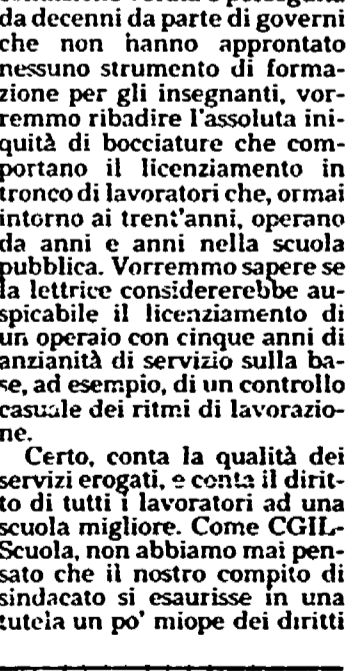 da decenni da parte di governi
che non hanno approntato
nessuno strumento di forma-
zione per gli insegnanti, vor-
remmo ribadire l'assoluta ini-
quità di bocciature che com-
portano il licenziamento in
tronco di lavoratori che, ormai
intorno ai trent'anni, operano
da anni e anni nella scuola
pubblica. Vorremmo sapere se
la lettrice considererebbe au-
spicabile il licenziamento di
un operaio con cinque anni di
anzianità di servizio sulla ba-
se, ad esempio, di un controllo
casuale dei ritmi di lavorazio-
ne.
Certo, conta la qualità dei
servizi erogati, e conta il dirit-
to di tutti i lavoratori ad una
scuola migliore. Come CGIL-
Scuola, non abbiamo mai pen-
sato che il nostro compito di
sindacato si esaurisse in una
tutela un po' miope dei diritti